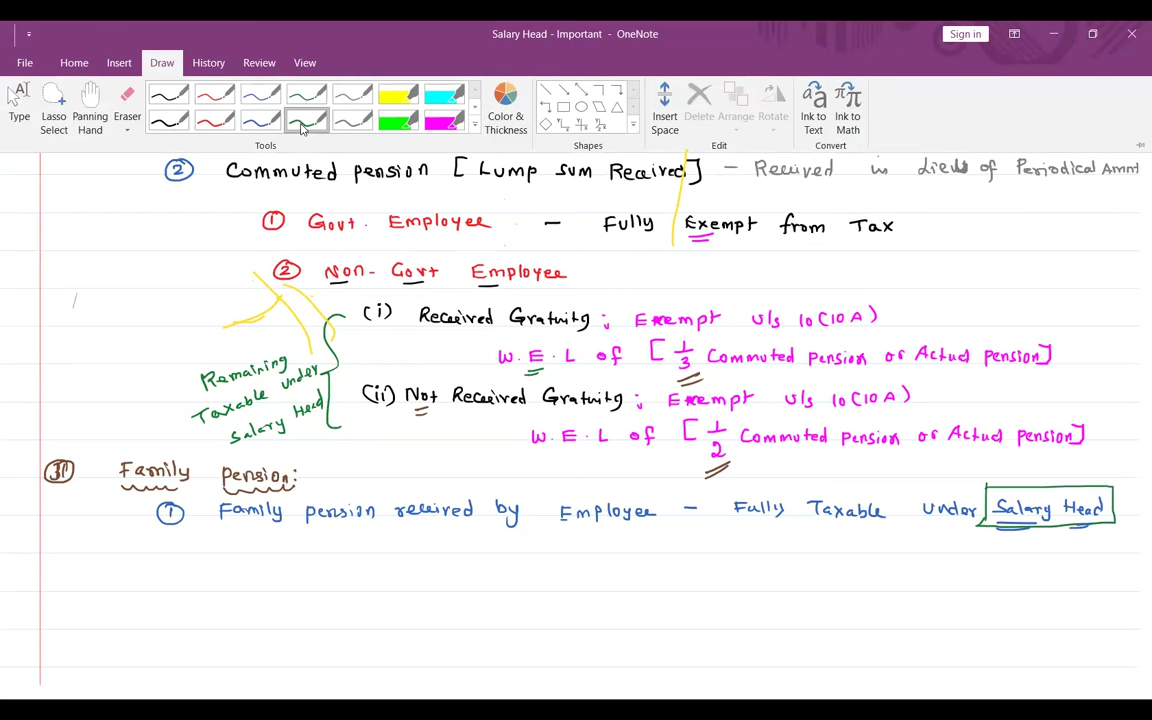 Salary Head - Important - OneNote
Sign in
File Home Insert Draw History Review View
Type
Lasso Select
Panning Hand
Eraser
Color & Thickness
Insert Space
Delete
Arrange
Rotate
Ink to Text
Ink to Math
Tools
Shapes
Edit
Convert
② Commuted pension [Lump sum Received] - Received in Lieu of Periodical Ammt
① Govt. Employee - Fully Exempt from Tax
② Non-Govt Employee
(i) Received Gratuity : Exempt U/s 10(10A)
W.E.L of [1/3 Commuted pension or Actual pension]
Remaining Taxable under Salary Head
(ii) Not Received Gratuity : Exempt U/s 10(10A)
W.E.L of [1/2 Commuted pension or Actual pension]
Family pension:
① Family pension received by Employee - Fully Taxable under Salary Head